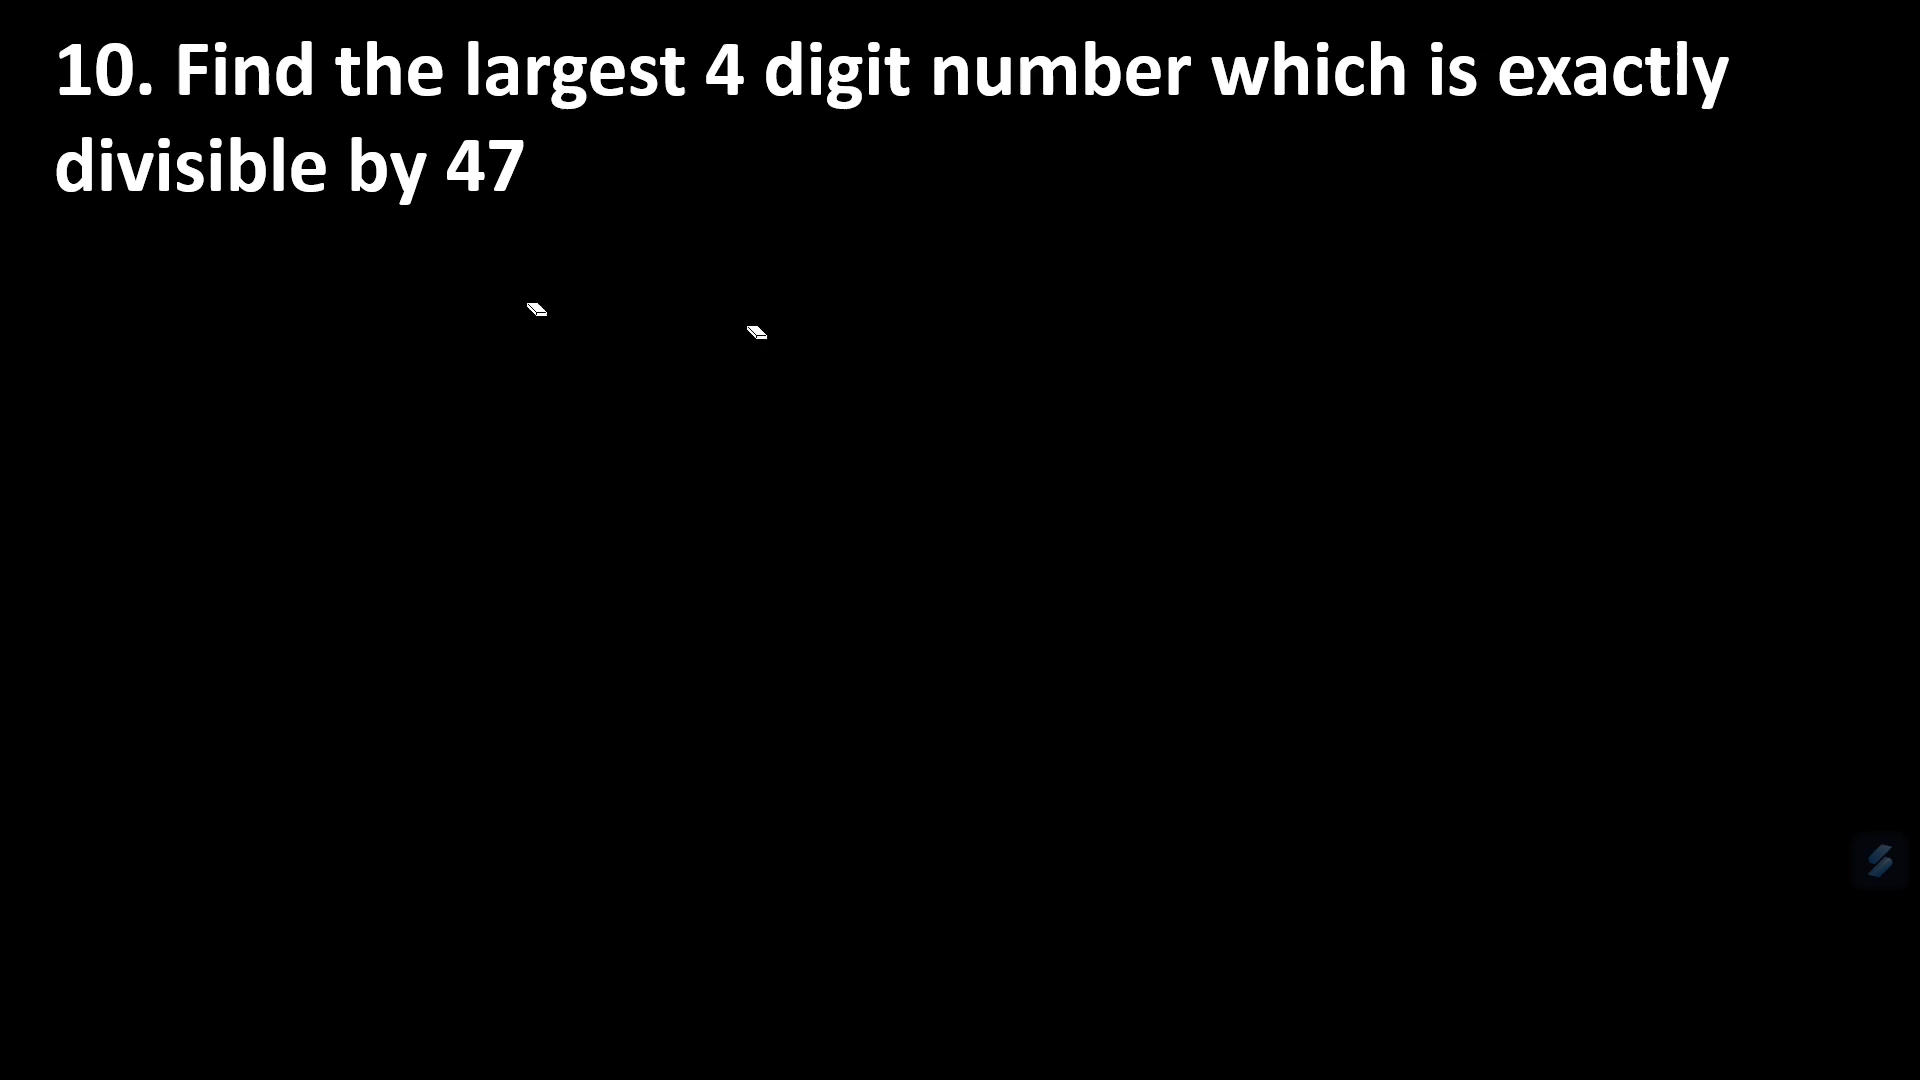 10. Find the largest 4 digit number which is exactly
divisible by 47